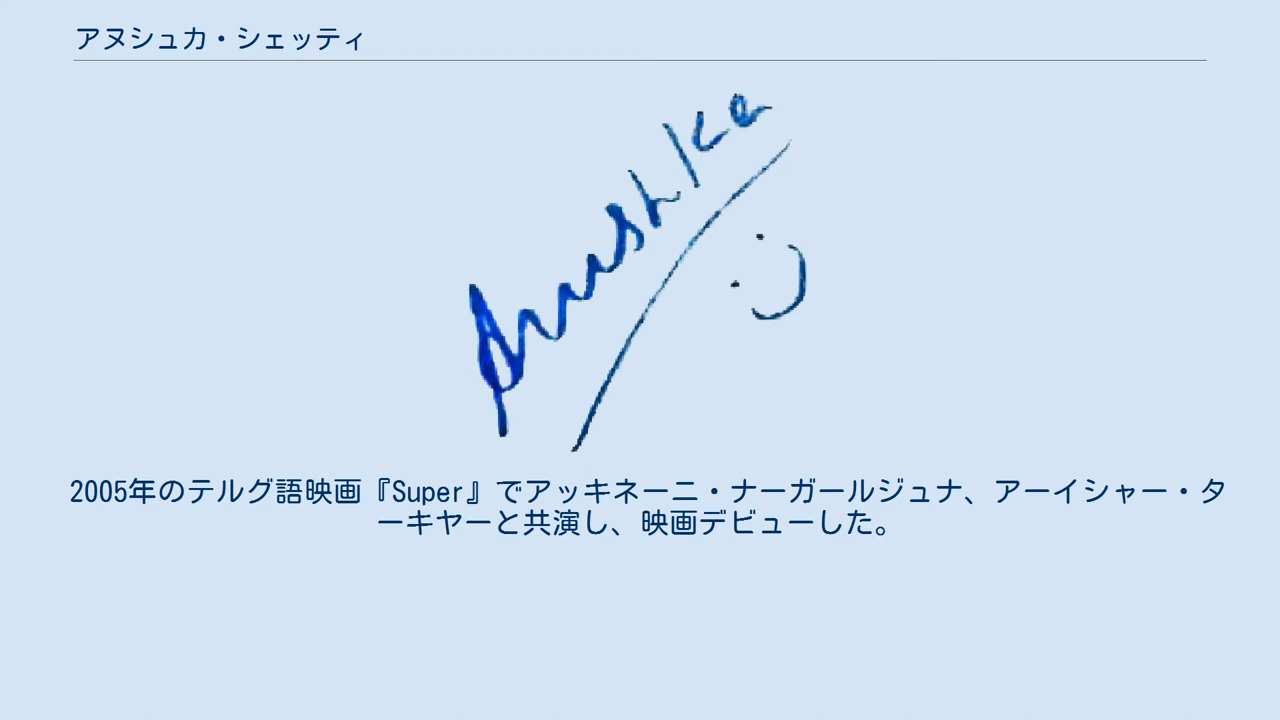 アヌシュカ・シェッティ
Anushka
:)
2005年のテルグ語映画『Super』でアッキネーニ・ナーガールジュナ、アーイシャー・タ
ーキヤーと共演し、映画デビューした。